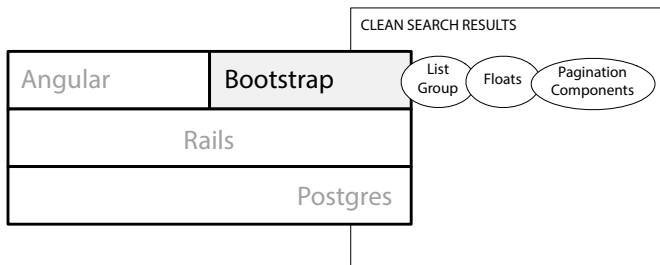 CLEAN SEARCH RESULTS
Angular
Bootstrap
List
Group
Floats
Pagination
Components
Rails
Postgres